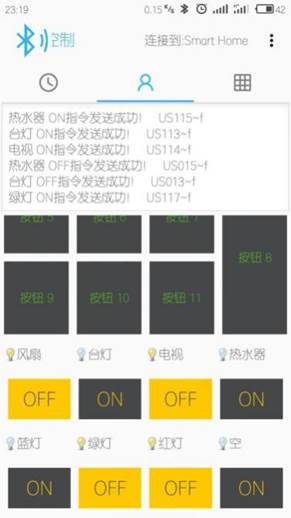 23:19 0.15 K/s 42
控制 连接到:Smart Home
热水器 ON指令发送成功! US115~f
台灯 ON指令发送成功! US113~f
电视 ON指令发送成功! US114~f
热水器 OFF指令发送成功! US015~f
台灯 OFF指令发送成功! US013~f
绿灯 ON指令发送成功! US117~f
按钮 5 按钮 6 按钮 7
按钮 8
按钮 9 按钮 10 按钮 11
风扇 台灯 电视 热水器
OFF ON OFF ON
蓝灯 绿灯 红灯 空
ON OFF OFF ON